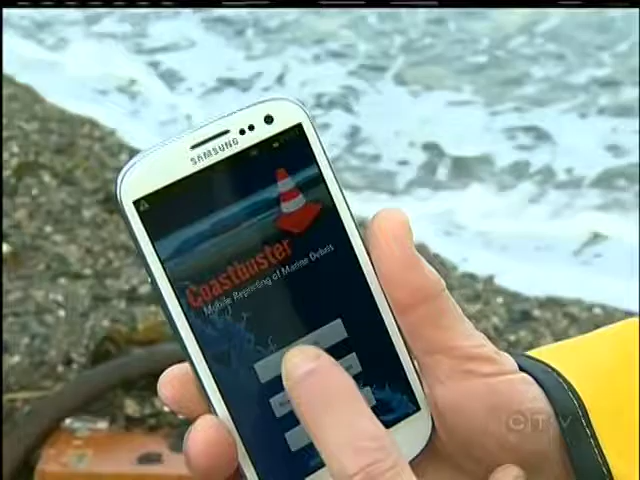 SAMSUNG
Coastbuster
Mobile Reporting of Marine Debris
CTV